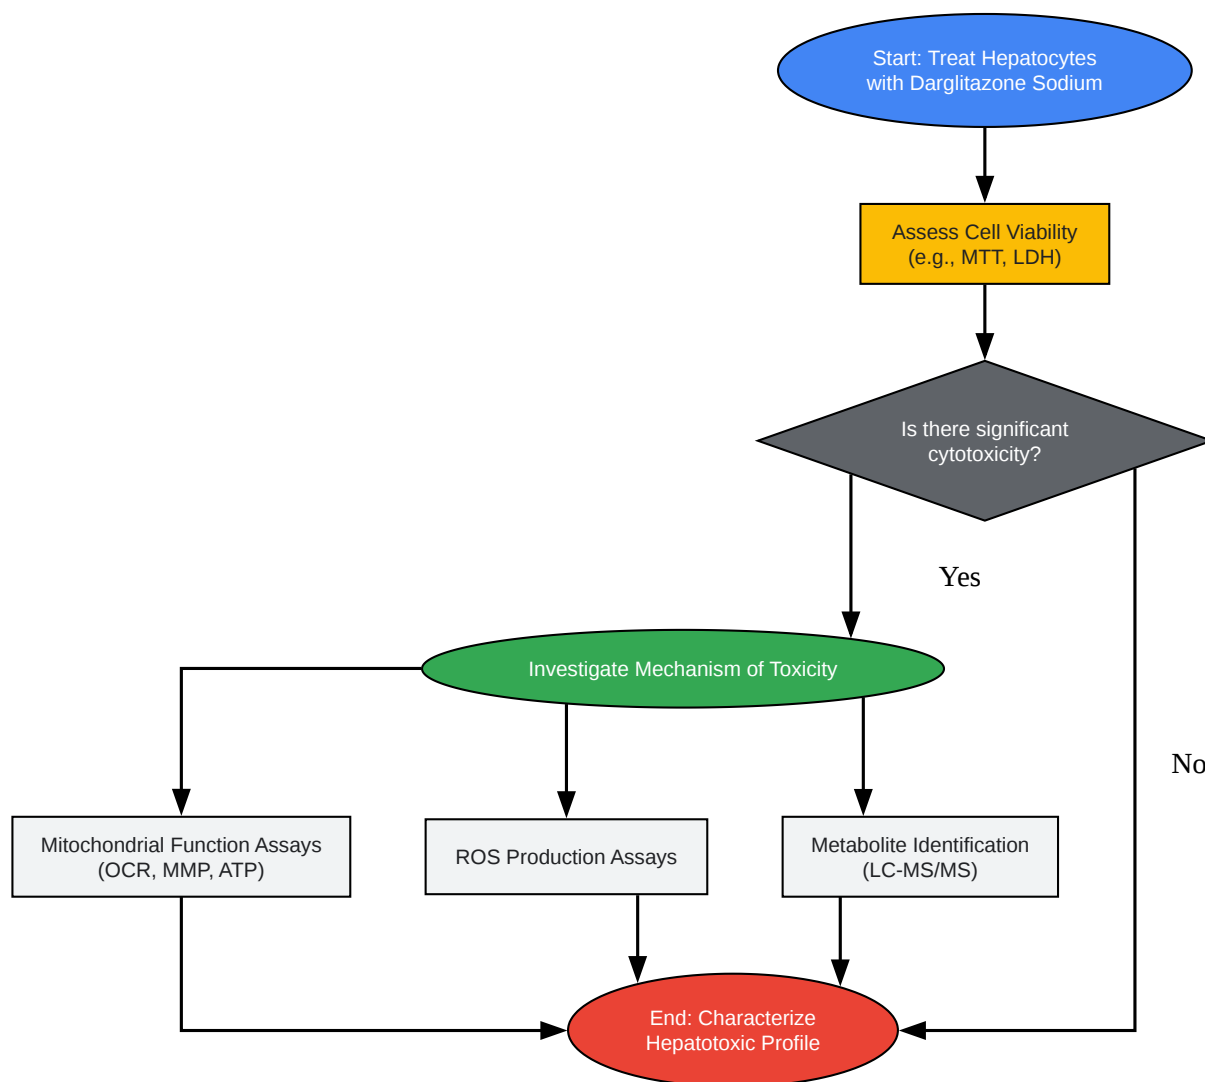 Start: Treat Hepatocytes
with Darglitazone Sodium
Assess Cell Viability
(e.g., MTT, LDH)
Is there significant
cytotoxicity?
Yes
Investigate Mechanism of Toxicity
No
Mitochondrial Function Assays
(OCR, MMP, ATP)
ROS Production Assays
Metabolite Identification
(LC-MS/MS)
End: Characterize
Hepatotoxic Profile